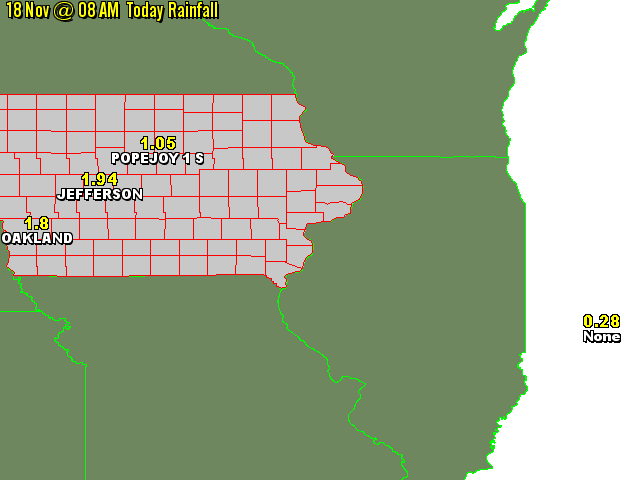 18 Nov @ 08 AM Today Rainfall
1.05
POPEJOY 1 S
1.94
JEFFERSON
1.8
OAKLAND
0.28
None